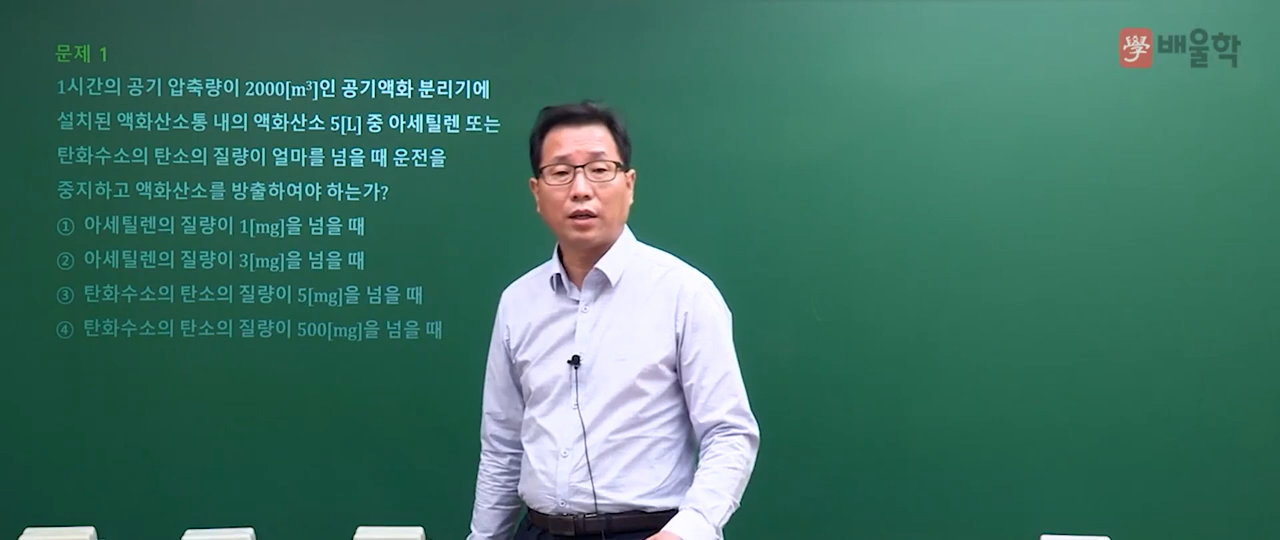 學 배울학
문제 1
1시간의 공기 압축량이 2000[m³]인 공기액화 분리기에
설치된 액화산소통 내의 액화산소 5[L] 중 아세틸렌 또는
탄화수소의 탄소의 질량이 얼마를 넘을 때 운전을
중지하고 액화산소를 방출하여야 하는가?
① 아세틸렌의 질량이 1[mg]을 넘을 때
② 아세틸렌의 질량이 3[mg]을 넘을 때
③ 탄화수소의 탄소의 질량이 5[mg]을 넘을 때
④ 탄화수소의 탄소의 질량이 500[mg]을 넘을 때